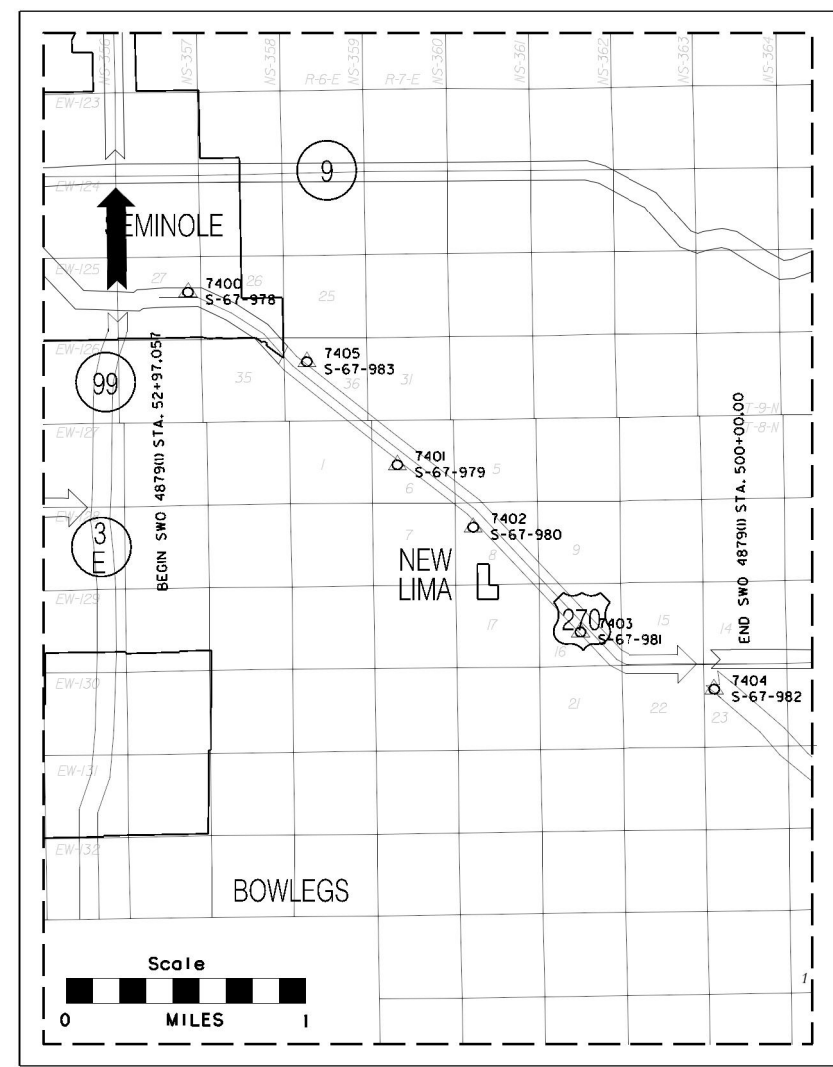 NS-356
NS-357
NS-358
NS-359
NS-360
NS-361
NS-362
NS-363
NS-364
R-6-E
R-7-E
EW-123
9
EW-124
SEMINOLE
EW-125
27
26
25
7400
S-67-978
EW-126
7405
S-67-983
35
36
31
99
T-9-N
T-8-N
EW-127
BEGIN SWO 4879(1) STA. 52+97.057
END SWO 4879(1) STA. 500+00.00
1
6
5
7401
S-67-979
3
E
7402
S-67-980
7
8
9
NEW
LIMA
EW-129
17
16
15
14
270
7403
S-67-981
EW-130
7404
S-67-982
21
22
23
EW-131
EW-132
BOWLEGS
Scale
0
MILES
1
1